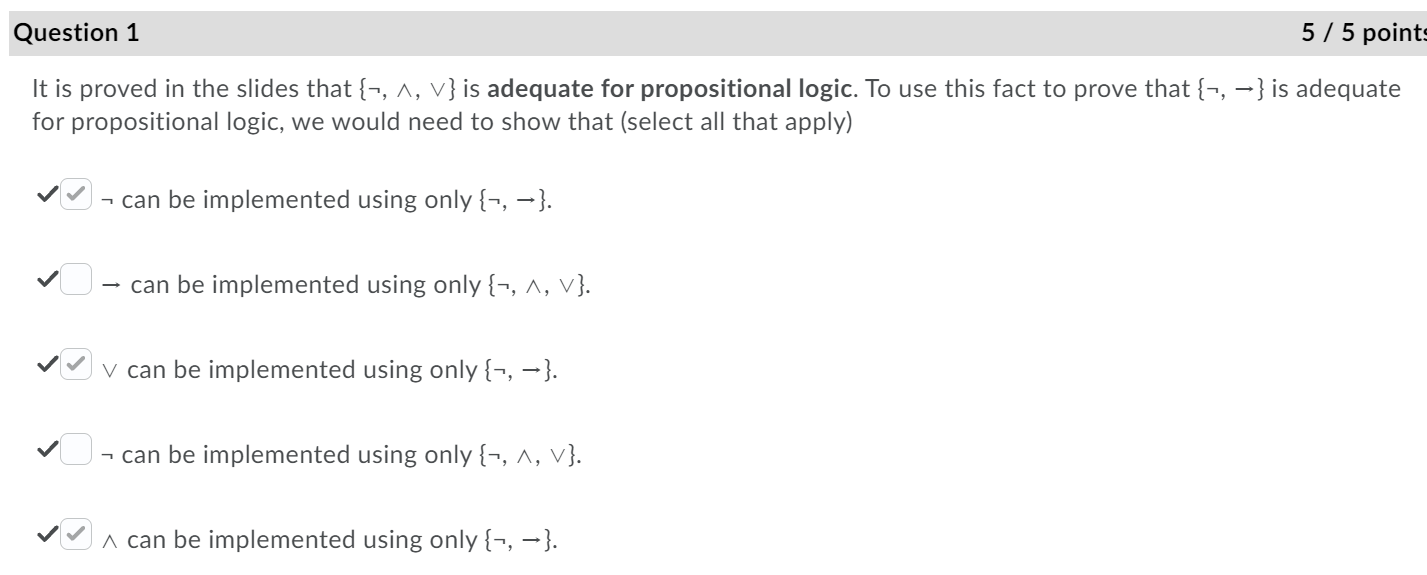 Question 1
5 / 5 points
It is proved in the slides that {¬, ∧, ∨} is adequate for propositional logic. To use this fact to prove that {¬, →} is adequate
for propositional logic, we would need to show that (select all that apply)
¬ can be implemented using only {¬, →}.
→ can be implemented using only {¬, ∧, ∨}.
∨ can be implemented using only {¬, →}.
¬ can be implemented using only {¬, ∧, ∨}.
∧ can be implemented using only {¬, →}.